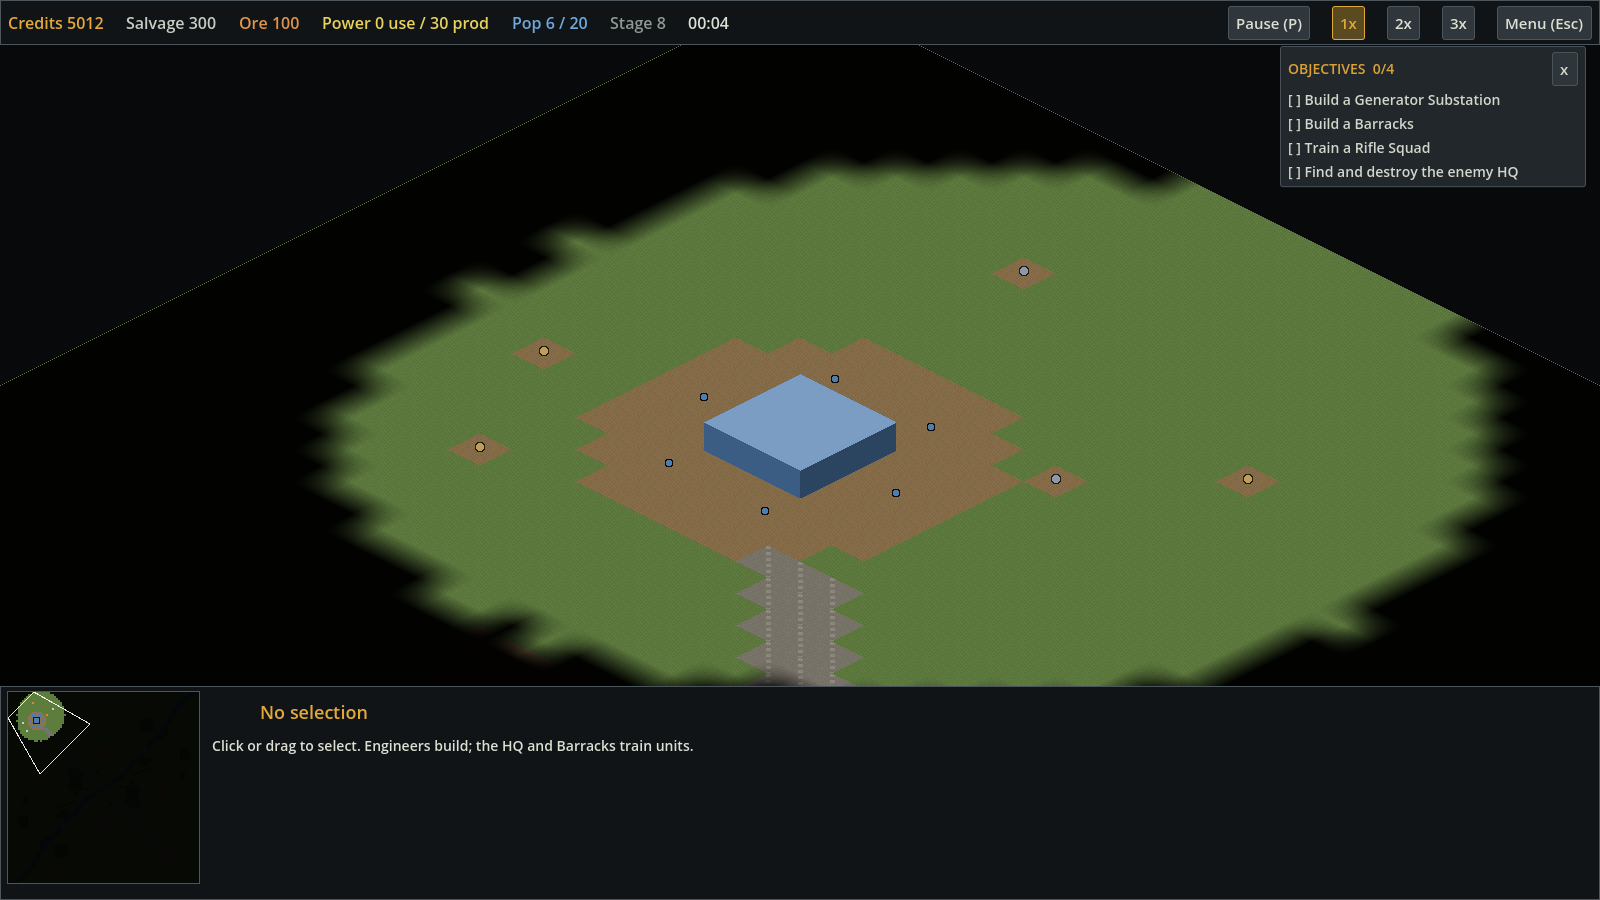 Credits 5012 Salvage 300 Ore 100 Power 0 use / 30 prod Pop 6 / 20 Stage 8 00:04 Pause (P) 1x 2x 3x Menu (Esc)
OBJECTIVES 0/4 x
[ ] Build a Generator Substation
[ ] Build a Barracks
[ ] Train a Rifle Squad
[ ] Find and destroy the enemy HQ
No selection
Click or drag to select. Engineers build; the HQ and Barracks train units.